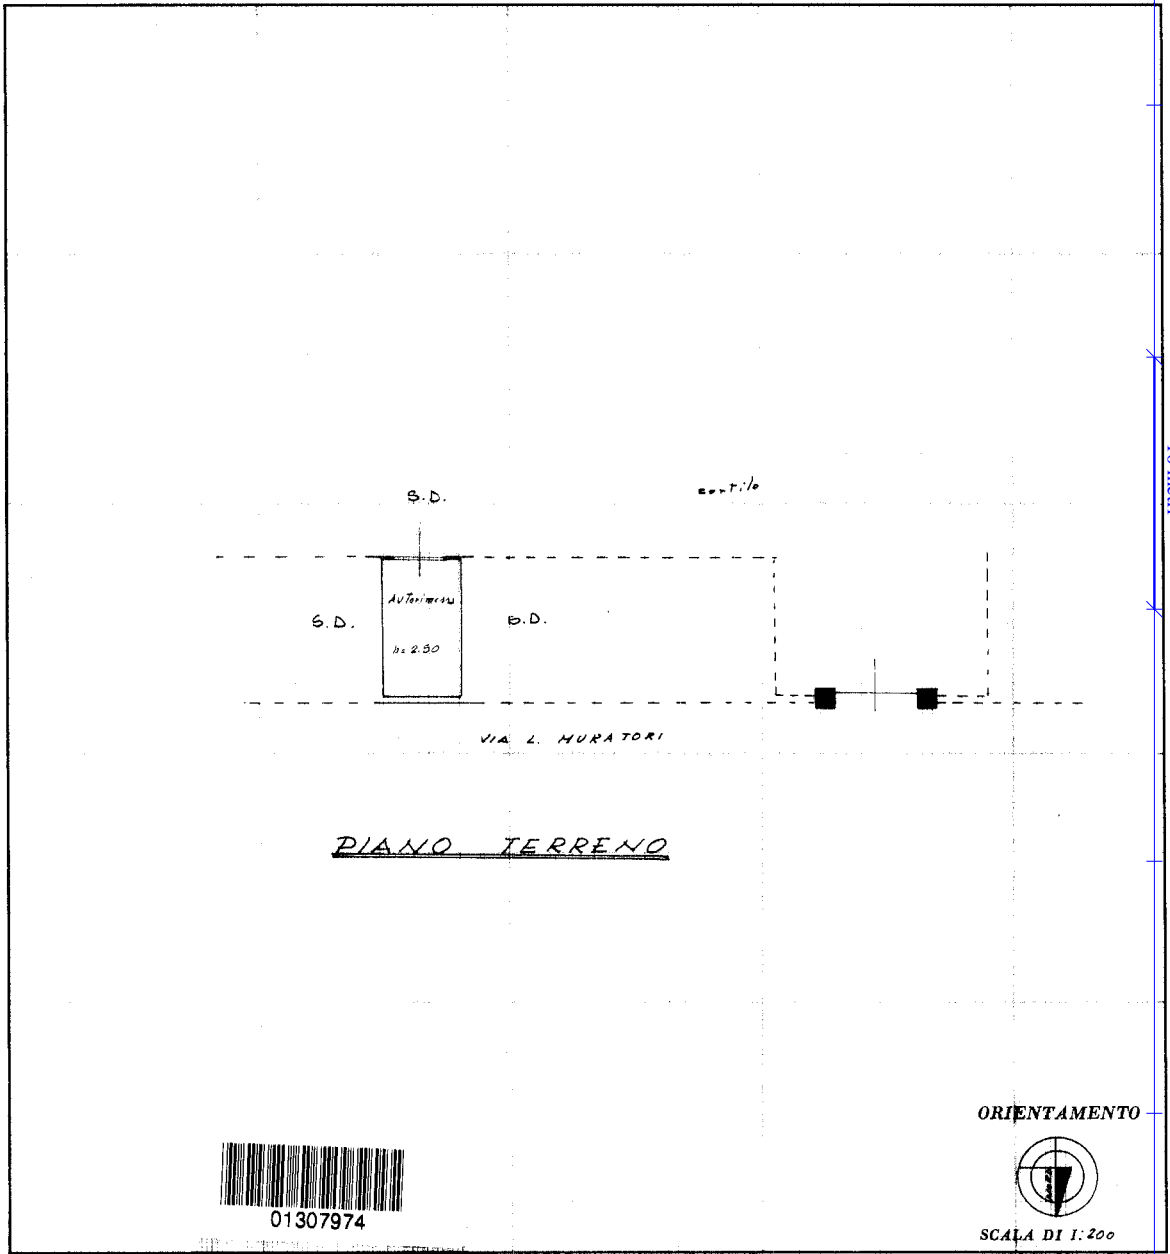 S.D.
cortile
Autorimessa
S.D.
S.D.
h= 2.50
VIA L. MURATORI
PIANO TERRENO
ORIENTAMENTO
01307974
SCALA DI 1:200